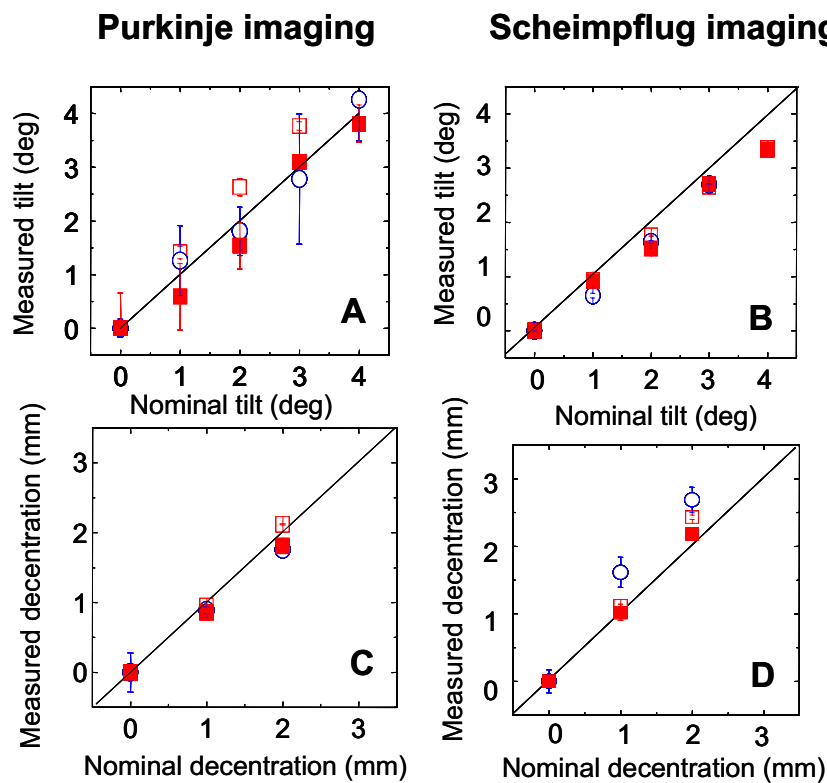 Purkinje imaging
Scheimpflug imaging
Measured tilt (deg)
4
3
2
1
0
A
0 1 2 3 4
Nominal tilt (deg)
Measured tilt (deg)
4
3
2
1
0
B
0 1 2 3 4
Nominal tilt (deg)
Measured decentration (mm)
3
2
1
0
C
0 1 2 3
Nominal decentration (mm)
Measured decentration (mm)
3
2
1
0
D
0 1 2 3
Nominal decentration (mm)